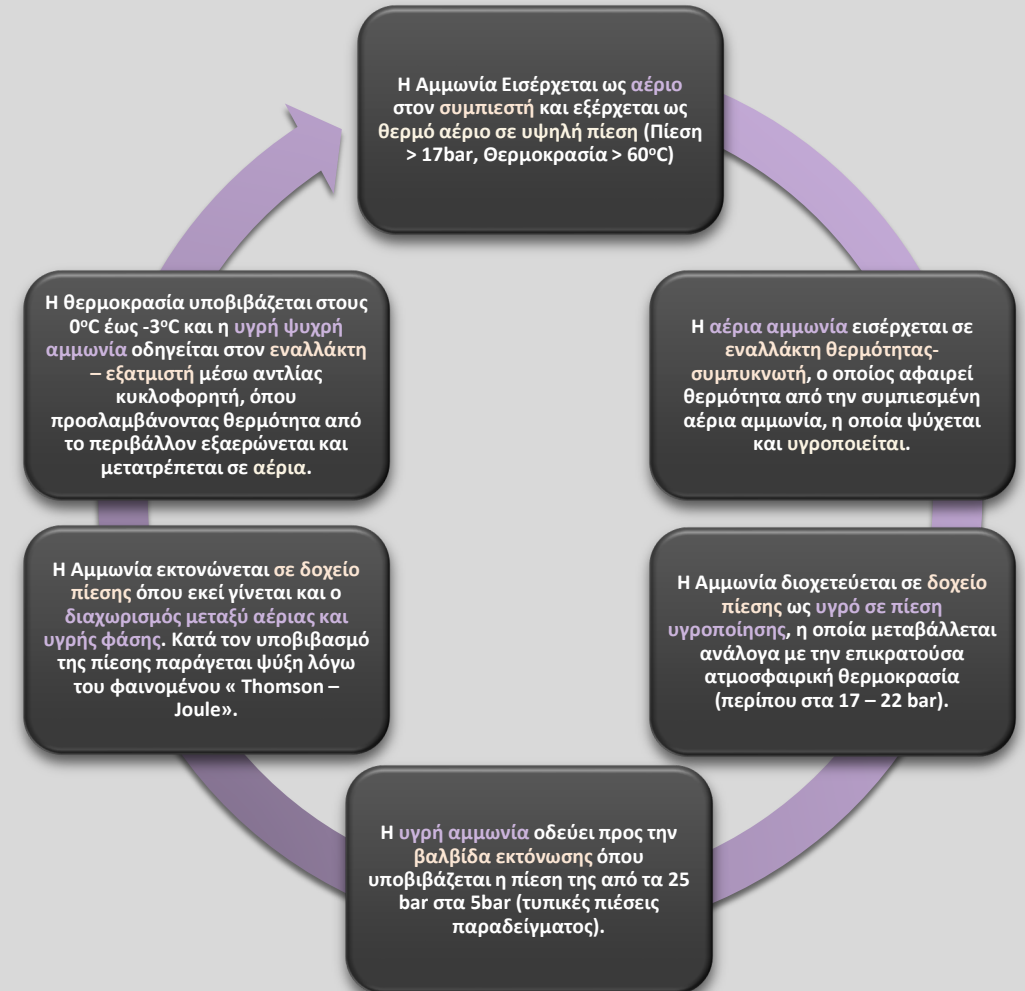 Η Αμμωνία Εισέρχεται ως αέριο
στον συμπιεστή και εξέρχεται ως
θερμό αέριο σε υψηλή πίεση (Πίεση
> 17bar, Θερμοκρασία > 60°C)
Η αέρια αμμωνία εισέρχεται σε
εναλλάκτη θερμότητας-
συμπυκνωτή, ο οποίος αφαιρεί
θερμότητα από την συμπιεσμένη
αέρια αμμωνία, η οποία ψύχεται
και υγροποιείται.
Η Αμμωνία διοχετεύεται σε δοχείο
πίεσης ως υγρό σε πίεση
υγροποίησης, η οποία μεταβάλλεται
ανάλογα με την επικρατούσα
ατμοσφαιρική θερμοκρασία
(περίπου στα 17 – 22 bar).
Η υγρή αμμωνία οδεύει προς την
βαλβίδα εκτόνωσης όπου
υποβιβάζεται η πίεση της από τα 25
bar στα 5bar (τυπικές πιέσεις
παραδείγματος).
Η Αμμωνία εκτονώνεται σε δοχείο
πίεσης όπου εκεί γίνεται και ο
διαχωρισμός μεταξύ αέριας και
υγρής φάσης. Κατά τον υποβιβασμό
της πίεσης παράγεται ψύξη λόγω
του φαινομένου « Thomson –
Joule».
Η θερμοκρασία υποβιβάζεται στους
0°C έως -3°C και η υγρή ψυχρή
αμμωνία οδηγείται στον εναλλάκτη
– εξατμιστή μέσω αντλίας
κυκλοφορητή, όπου
προσλαμβάνοντας θερμότητα από
το περιβάλλον εξαερώνεται και
μετατρέπεται σε αέρια.